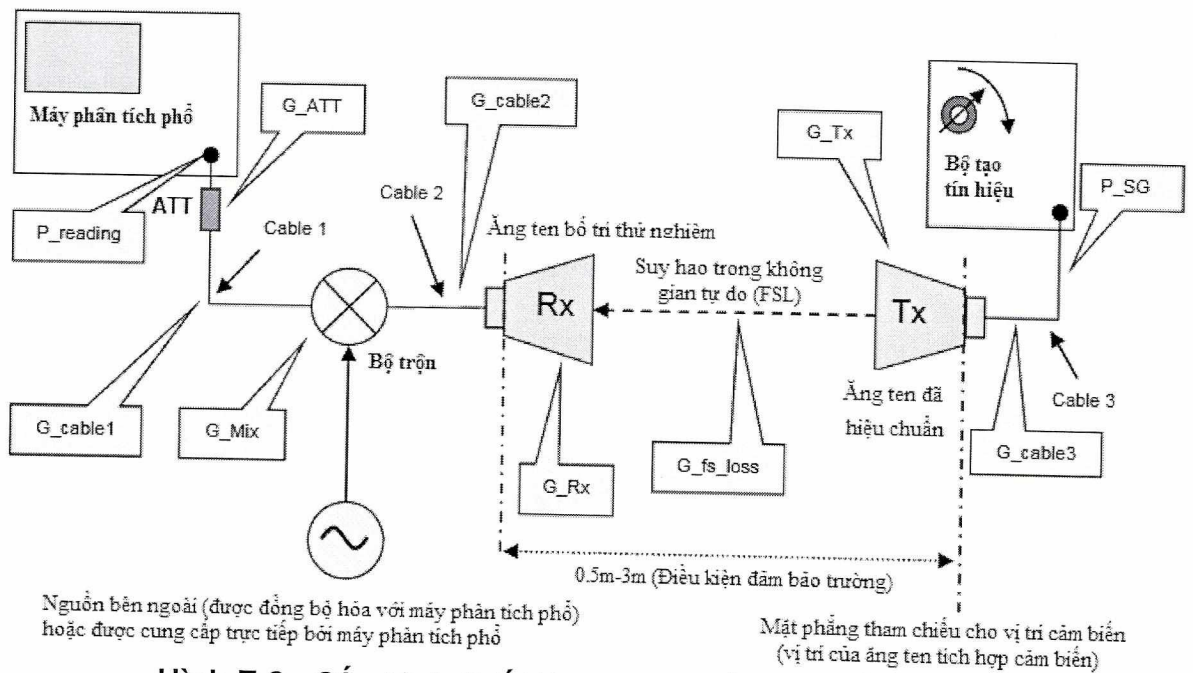 Máy phân tích phổ
G_ATT
G_cable2
G_Tx
Bộ tạo
tín hiệu
P_SG
ATT
P_reading
Cable 1
Cable 2
Ăng ten bố trí thử nghiệm
Suy hao trong không
gian tự do (FSL)
Rx
Tx
Bộ trộn
Ăng ten đã
hiệu chuẩn
Cable 3
G_cable1
G_Mix
G_Rx
G_fs_loss
G_cable3
0.5m-3m (Điều kiện đảm bảo trường)
Nguồn bên ngoài (được đồng bộ hóa với máy phân tích phổ)
hoặc được cung cấp trực tiếp bởi máy phân tích phổ
Mặt phẳng tham chiếu cho vị trí cảm biến
(vị trí của ăng ten tích hợp cảm biến)